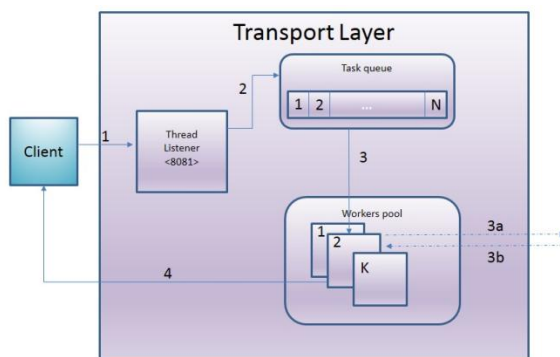 Transport Layer
Task queue
1 2 ... N
2
1
Thread
Listener
<8081>
Client
3
Workers pool
1
2
K
3a
3b
4